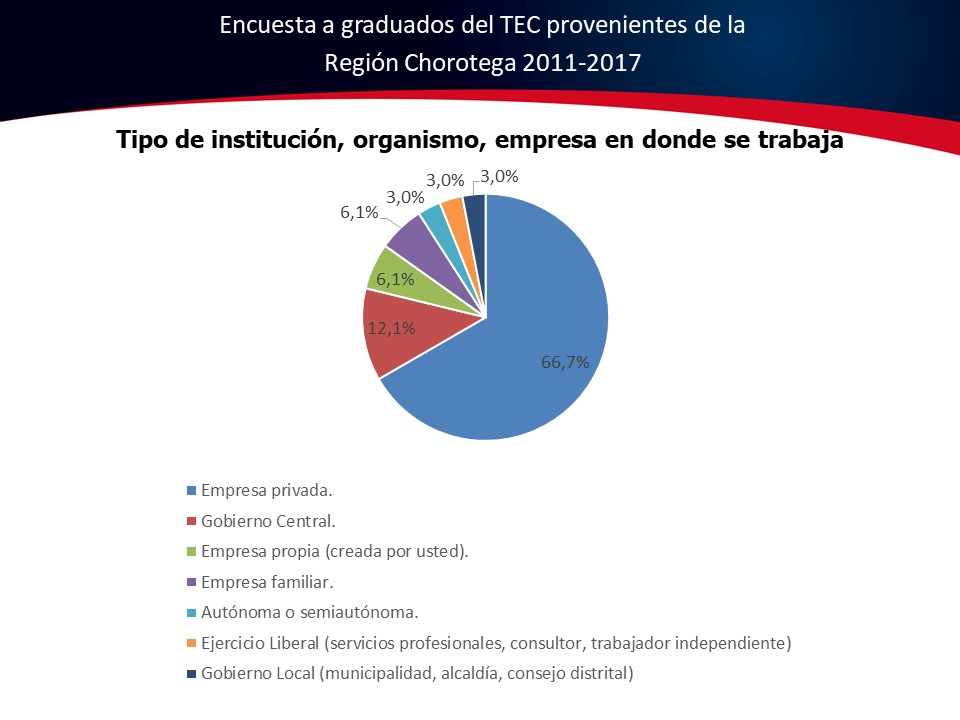 Encuesta a graduados del TEC provenientes de la
Región Chorotega 2011-2017
Tipo de institución, organismo, empresa en donde se trabaja
3,0%
3,0%
3,0%
6,1%
6,1%
12,1%
66,7%
Empresa privada.
Gobierno Central.
Empresa propia (creada por usted).
Empresa familiar.
Autónoma o semiautónoma.
Ejercicio Liberal (servicios profesionales, consultor, trabajador independiente)
Gobierno Local (municipalidad, alcaldía, consejo distrital)